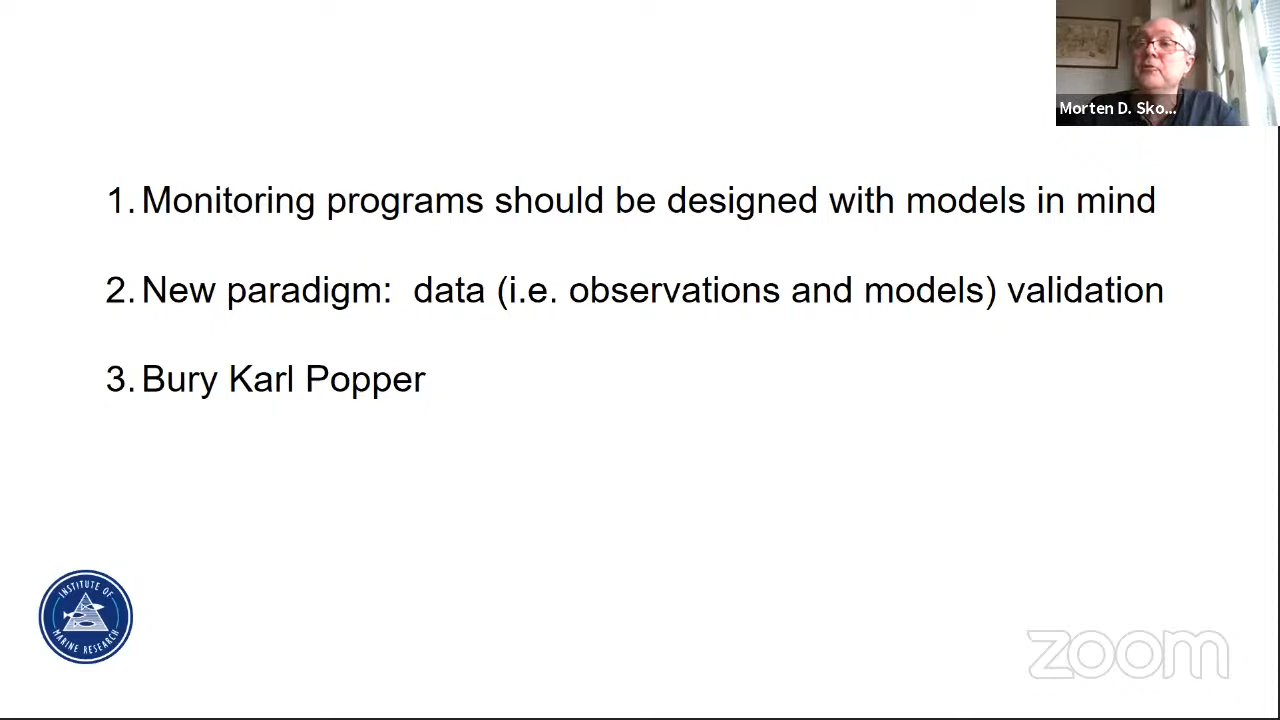 Morten D. Sko...
1. Monitoring programs should be designed with models in mind
2. New paradigm: data (i.e. observations and models) validation
3. Bury Karl Popper
INSTITUTE OF
MARINE RESEARCH
zoom